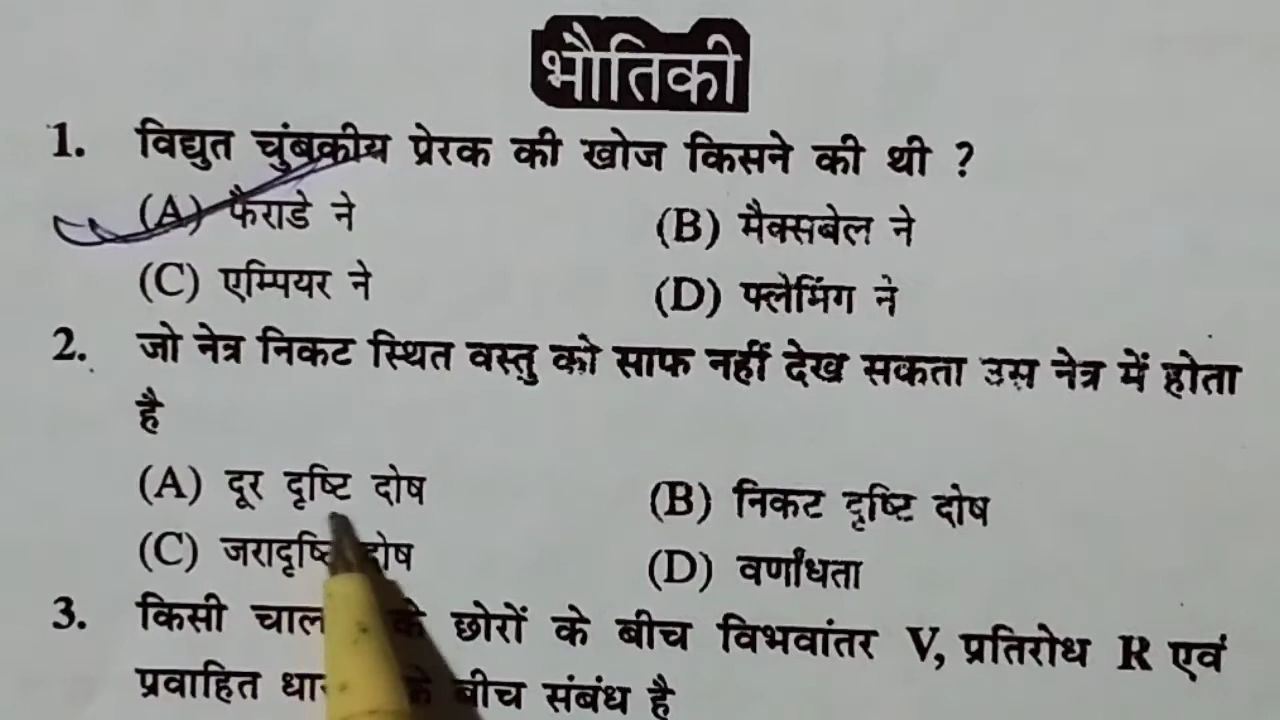 भौतिकी
1. विद्युत चुंबकीय प्रेरक की खोज किसने की थी ?
(A) फैराडे ने (B) मैक्सबेल ने
(C) एम्पियर ने (D) फ्लेमिंग ने
2. जो नेत्र निकट स्थित वस्तु को साफ नहीं देख सकता उस नेत्र में होता
है
(A) दूर दृष्टि दोष (B) निकट दृष्टि दोष
(C) जरादृष्टि दोष (D) वर्णांधता
3. किसी के छोरों के बीच विभवांतर V, प्रतिरोध R एवं
प्रवाहित के बीच संबंध है